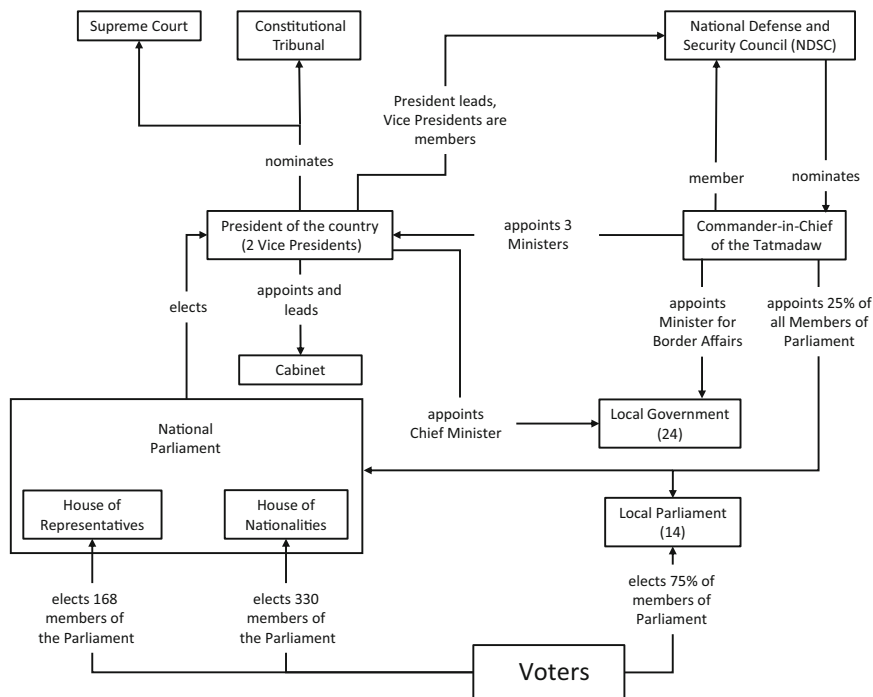 Supreme Court
Constitutional
Tribunal
National Defense and
Security Council (NDSC)
President leads,
Vice Presidents are
members
nominates
member
nominates
President of the country
(2 Vice Presidents)
appoints 3
Ministers
Commander-in-Chief
of the Tatmadaw
elects
appoints and
leads
appoints
Minister for
Border Affairs
appoints 25% of
all Members of
Parliament
Cabinet
National
Parliament
appoints
Chief Minister
Local Government
(24)
House of
Representatives
House of
Nationalities
Local Parliament
(14)
elects 168
members of
the Parliament
elects 330
members of
the Parliament
elects 75% of
members of
Parliament
Voters